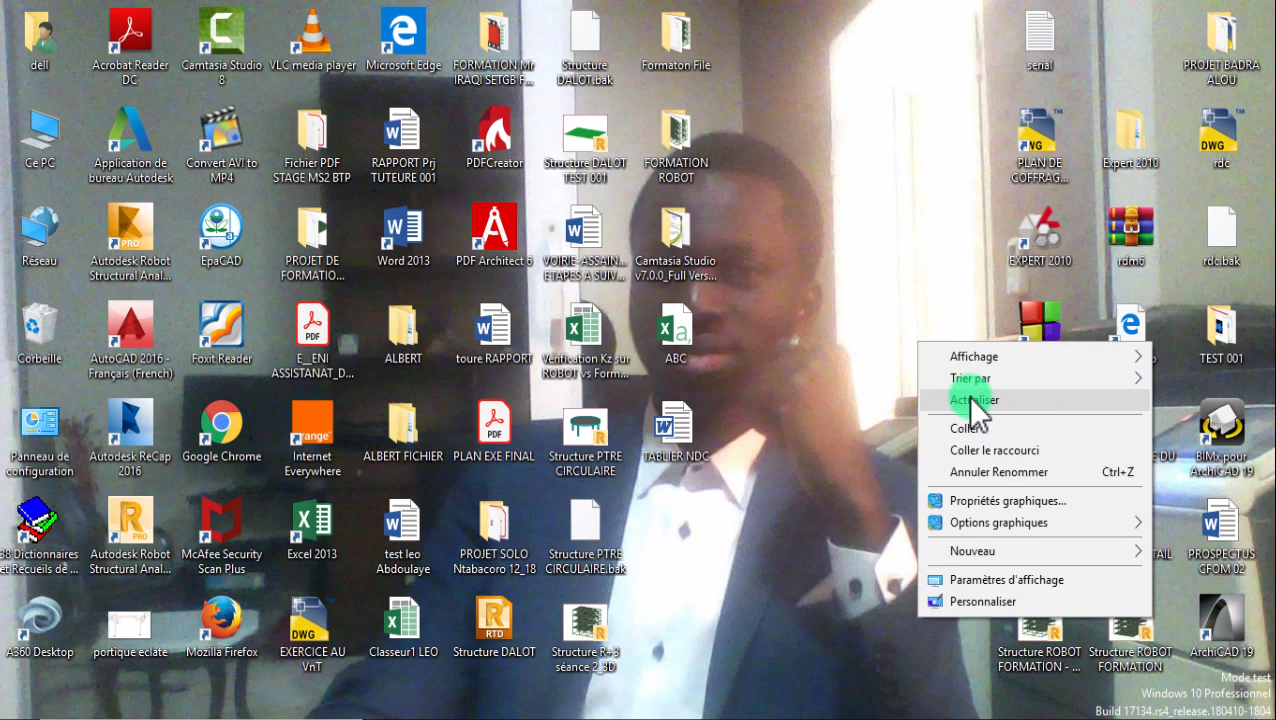 dell
Acrobat Reader
DC
Camtasia Studio
8
VLC media player
Microsoft Edge
FORMATION Mr
IRAQI SETGB F...
Structure
DALOT.bak
Formaton File
serial
PROJET BADRA
ALOU
Ce PC
Application de
bureau Autodesk
Convert AVI to
MP4
Fichier PDF
STAGE MS2 BTP
RAPPORT Prj
TUTEURE 001
PDFCreator
Structure DALOT
TEST 001
FORMATION
ROBOT
PLAN DE
COFFRAG...
Expert 2010
rdc
Réseau
Autodesk Robot
Structural Anal...
EpaCAD
PROJET DE
FORMATIO...
Word 2013
PDF Architect 6
VOIRIE-ASSAIN...
ETAPES A SUIV...
Camtasia Studio
v7.0.0_Full Vers...
EXPERT 2010
rdm6
rdc.bak
Corbeille
AutoCAD 2016 -
Français (French)
Foxit Reader
E_ENI
ASSISTANAT_D...
ALBERT
toure RAPPORT
Verification Kz sur
ROBOT vs Form...
ABC
TEST 001
Affichage
Trier par
Actualiser
Coller
Coller le raccourci
Annuler Renommer Ctrl+Z
Propriétés graphiques...
Options graphiques
Nouveau
Paramètres d'affichage
Personnaliser
Panneau de
configuration
Autodesk ReCap
2016
Google Chrome
Internet
Everywhere
ALBERT FICHIER
PLAN EXE FINAL
Structure PTRE
CIRCULAIRE
TABLIER NDC
E DU
BIMx pour
ArchiCAD 19
38 Dictionnaires
et Recueils de ...
Autodesk Robot
Structural Anal...
McAfee Security
Scan Plus
Excel 2013
test leo
Abdoulaye
PROJET SOLO
Ntabacoro 12_18
Structure PTRE
CIRCULAIRE.bak
TAIL
PROSPECTUS
CFOM 02
A360 Desktop
portique eclate
Mozilla Firefox
EXERCICE AU
VnT
Classeur1 LEO
Structure DALOT
Structure R+3
séance 2_3D
Structure ROBOT
FORMATION - ...
Structure ROBOT
FORMATION
ArchiCAD 19
Mode test
Windows 10 Professionnel
Build 17134.rs4_release.180410-1804